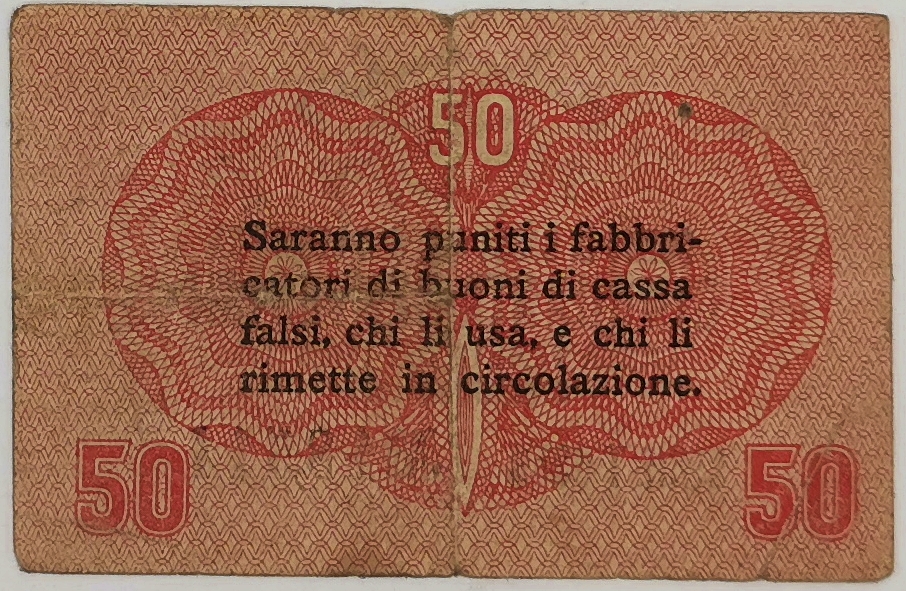 50
Saranno puniti i fabbri-
catori di buoni di cassa
falsi, chi li usa, e chi li
rimette in circolazione.
50 50